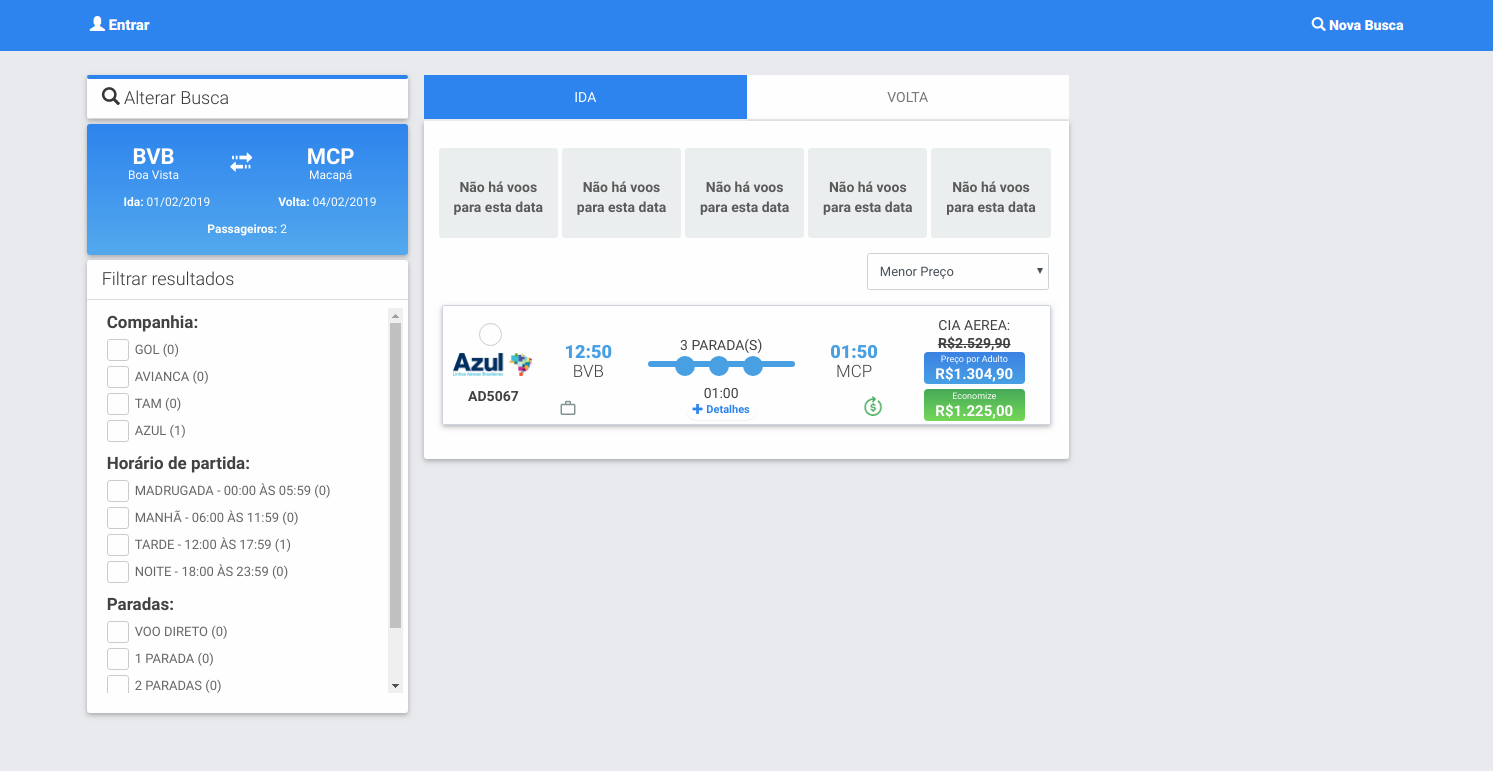 Entrar
Nova Busca
Alterar Busca
BVB
Boa Vista
MCP
Macapá
Ida: 01/02/2019
Volta: 04/02/2019
Passageiros: 2
Filtrar resultados
Companhia:
GOL (0)
AVIANCA (0)
TAM (0)
AZUL (1)
Horário de partida:
MADRUGADA - 00:00 ÀS 05:59 (0)
MANHÃ - 06:00 ÀS 11:59 (0)
TARDE - 12:00 ÀS 17:59 (1)
NOITE - 18:00 ÀS 23:59 (0)
Paradas:
VOO DIRETO (0)
1 PARADA (0)
2 PARADAS (0)
IDA
VOLTA
Não há voos
para esta data
Não há voos
para esta data
Não há voos
para esta data
Não há voos
para esta data
Não há voos
para esta data
Menor Preço
Azul
Linhas Aéreas Brasileiras
AD5067
12:50
BVB
3 PARADA(S)
01:00
Detalhes
01:50
MCP
CIA AEREA:
R$2.529,90
Preço por Adulto
R$1.304,90
Economize
R$1.225,00